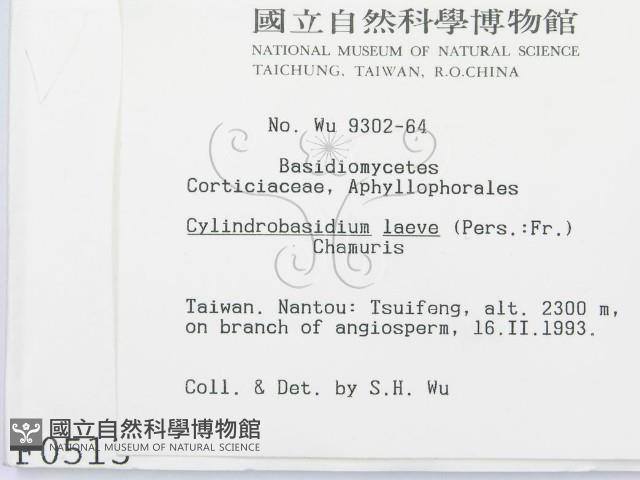 國立自然科學博物館
NATIONAL MUSEUM OF NATURAL SCIENCE
TAICHUNG, TAIWAN, R.O.CHINA
No. Wu 9302-64
Basidiomycetes
Corticiaceae, Aphyllophorales
Cylindrobasidium laeve (Pers.:Fr.)
Chamuris
Taiwan. Nantou: Tsuifeng, alt. 2300 m,
on branch of angiosperm, 16.II.1993.
Coll. & Det. by S.H. Wu
國立自然科學博物館
NATIONAL MUSEUM OF NATURAL SCIENCE